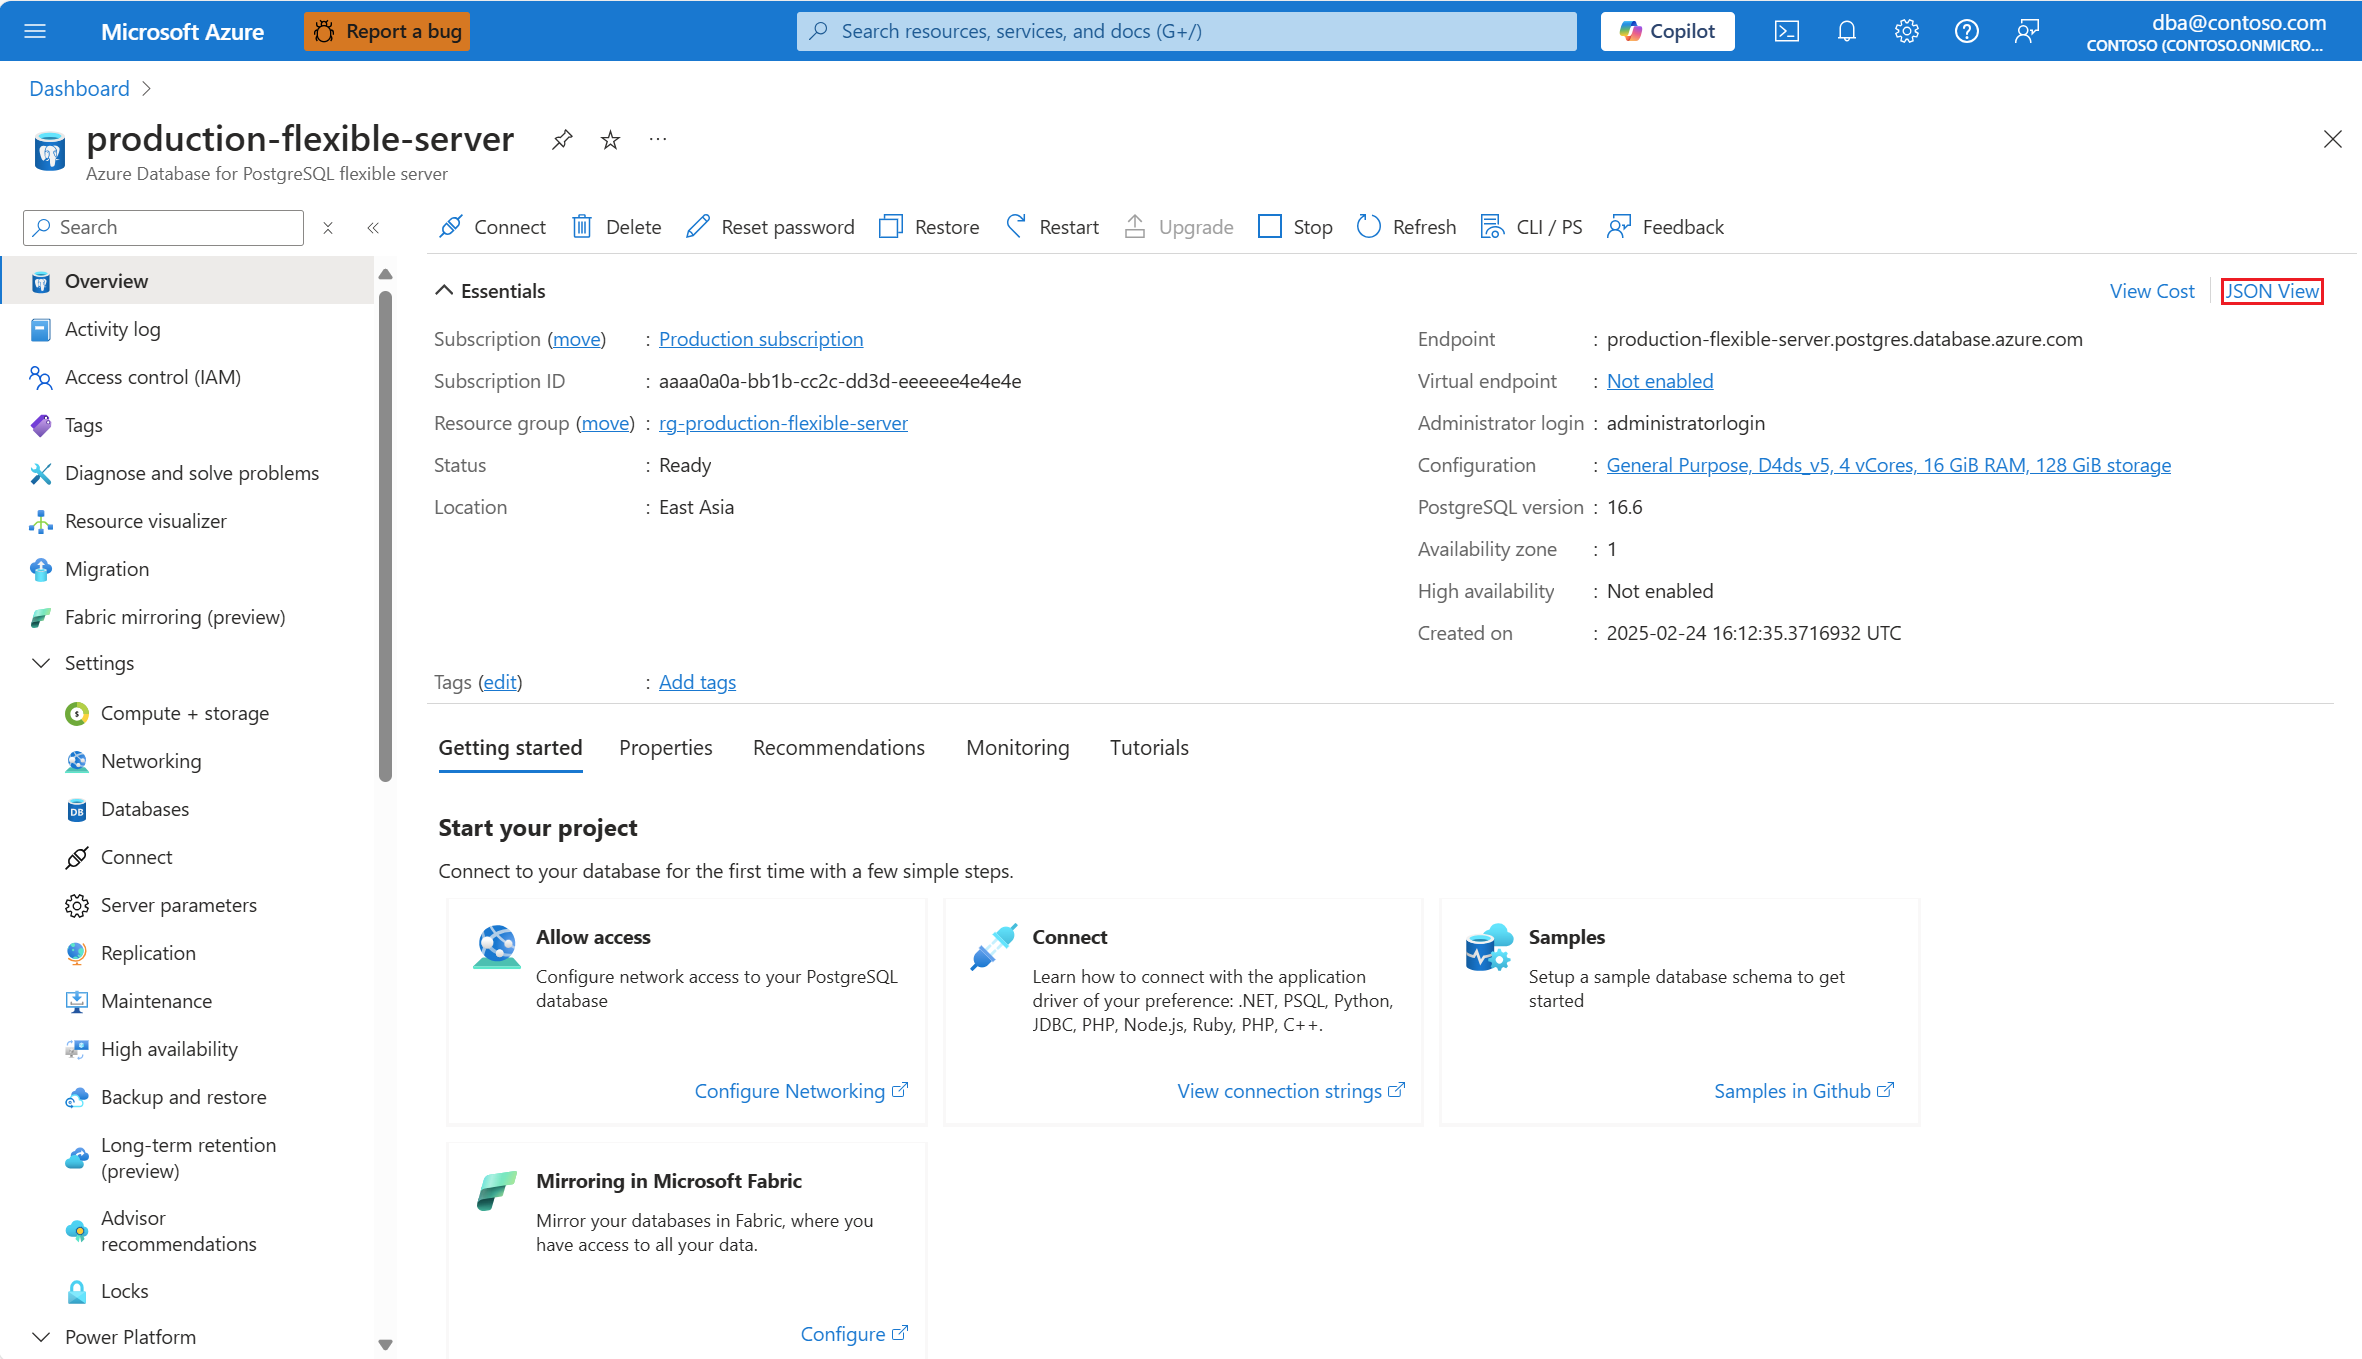 Microsoft Azure
Report a bug
Search resources, services, and docs (G+/)
Copilot
dba@contoso.com
CONTOSO (CONTOSO.ONMICRO...
Dashboard
production-flexible-server
Azure Database for PostgreSQL flexible server
Search
Connect
Delete
Reset password
Restore
Restart
Upgrade
Stop
Refresh
CLI / PS
Feedback
Overview
Activity log
Access control (IAM)
Tags
Diagnose and solve problems
Resource visualizer
Migration
Fabric mirroring (preview)
Settings
Compute + storage
Networking
Databases
Connect
Server parameters
Replication
Maintenance
High availability
Backup and restore
Long-term retention
(preview)
Advisor
recommendations
Locks
Power Platform
Essentials
View Cost
JSON View
Subscription (move) : Production subscription
Subscription ID : aaaa0a0a-bb1b-cc2c-dd3d-eeeeee4e4e4e
Resource group (move) : rg-production-flexible-server
Status : Ready
Location : East Asia
Endpoint : production-flexible-server.postgres.database.azure.com
Virtual endpoint : Not enabled
Administrator login : administratorlogin
Configuration : General Purpose, D4ds_v5, 4 vCores, 16 GiB RAM, 128 GiB storage
PostgreSQL version : 16.6
Availability zone : 1
High availability : Not enabled
Created on : 2025-02-24 16:12:35.3716932 UTC
Tags (edit) : Add tags
Getting started
Properties
Recommendations
Monitoring
Tutorials
Start your project
Connect to your database for the first time with a few simple steps.
Allow access
Configure network access to your PostgreSQL
database
Configure Networking
Connect
Learn how to connect with the application
driver of your preference: .NET, PSQL, Python,
JDBC, PHP, Node.js, Ruby, PHP, C++.
View connection strings
Samples
Setup a sample database schema to get
started
Samples in Github
Mirroring in Microsoft Fabric
Mirror your databases in Fabric, where you
have access to all your data.
Configure